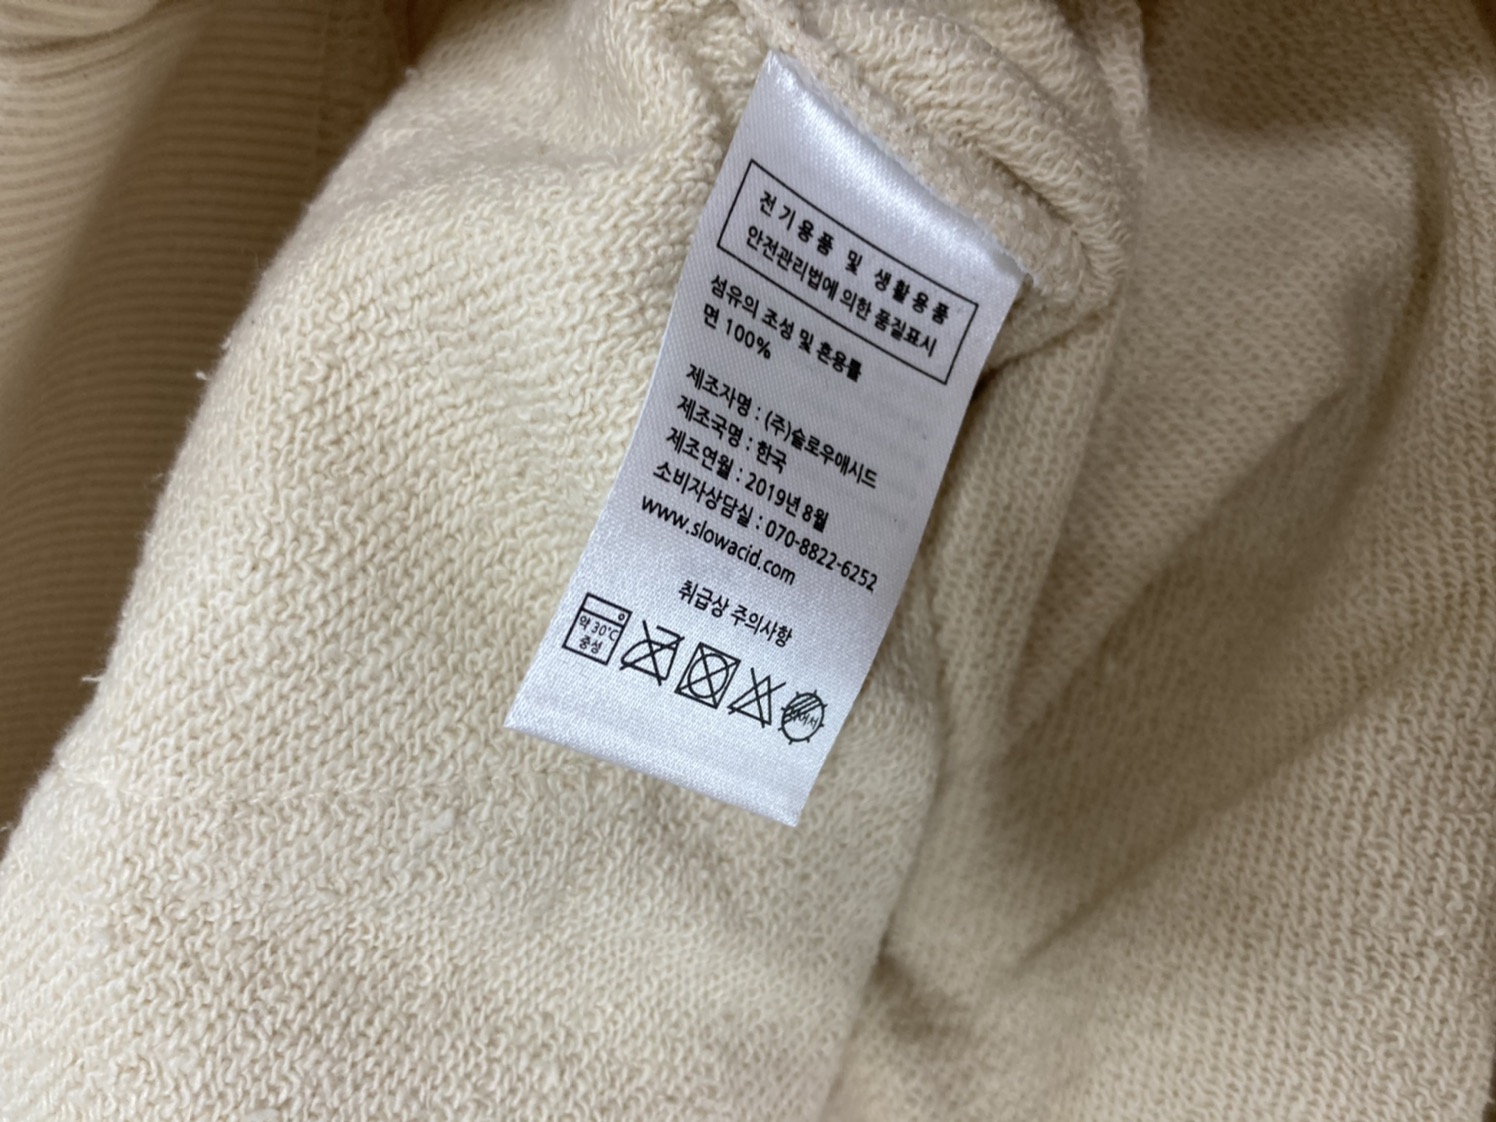 전기용품 및 생활용품
안전관리법에 의한 품질표시
섬유의 조성 및 혼용률
면 100%
제조자명 : (주)슬로우애시드
제조국명 : 한국
제조연월 : 2019년 8월
소비자상담실 : 070-8822-6252
www.slowacid.com
취급상 주의사항
약 30℃
중성